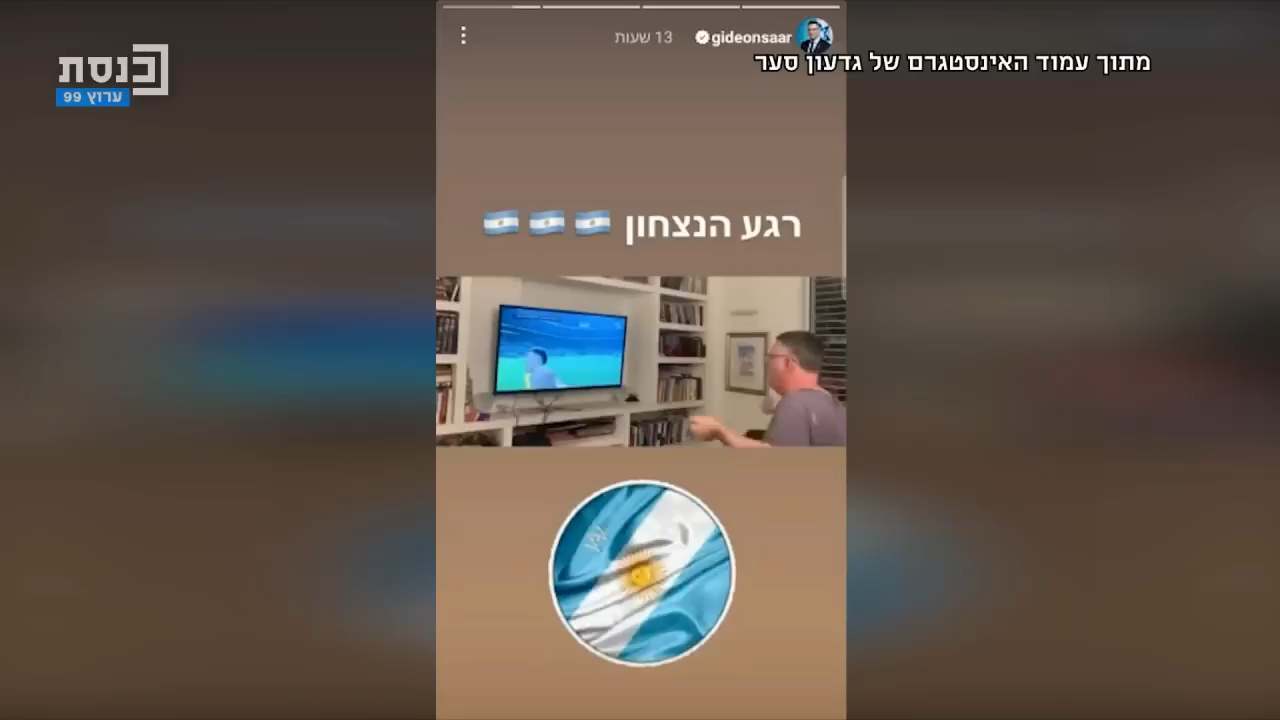 gideonsaar 13 שעות
מתוך עמוד האינסטגרם של גדעון סער
כנסת
ערוץ 99
רגע הנצחון 🇦🇷 🇦🇷 🇦🇷